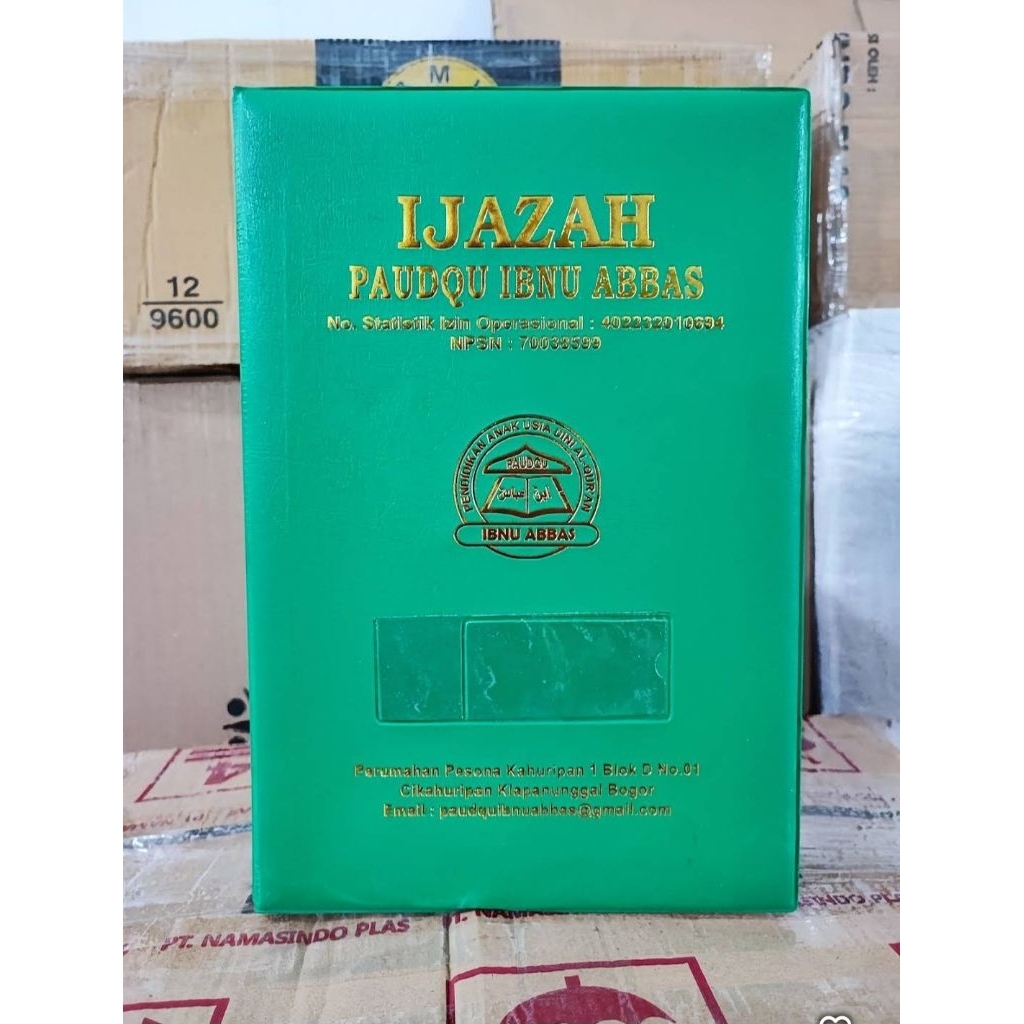 M
12
9600
IJAZAH
PAUDQU IBNU ABBAS
No. Statistik Izin Operasional : 402232010694
NPSN : 70038599
PENDIDIKAN ANAK USIA DINI AL-QUR'AN
PAUDQU
ابن عباس
IBNU ABBAS
Perumahan Pesona Kahuripan 1 Blok D No.01
Cikahuripan Klapanunggal Bogor
Email : paudquibnuabbas@gmail.com
PT. NAMASINDO PLAS